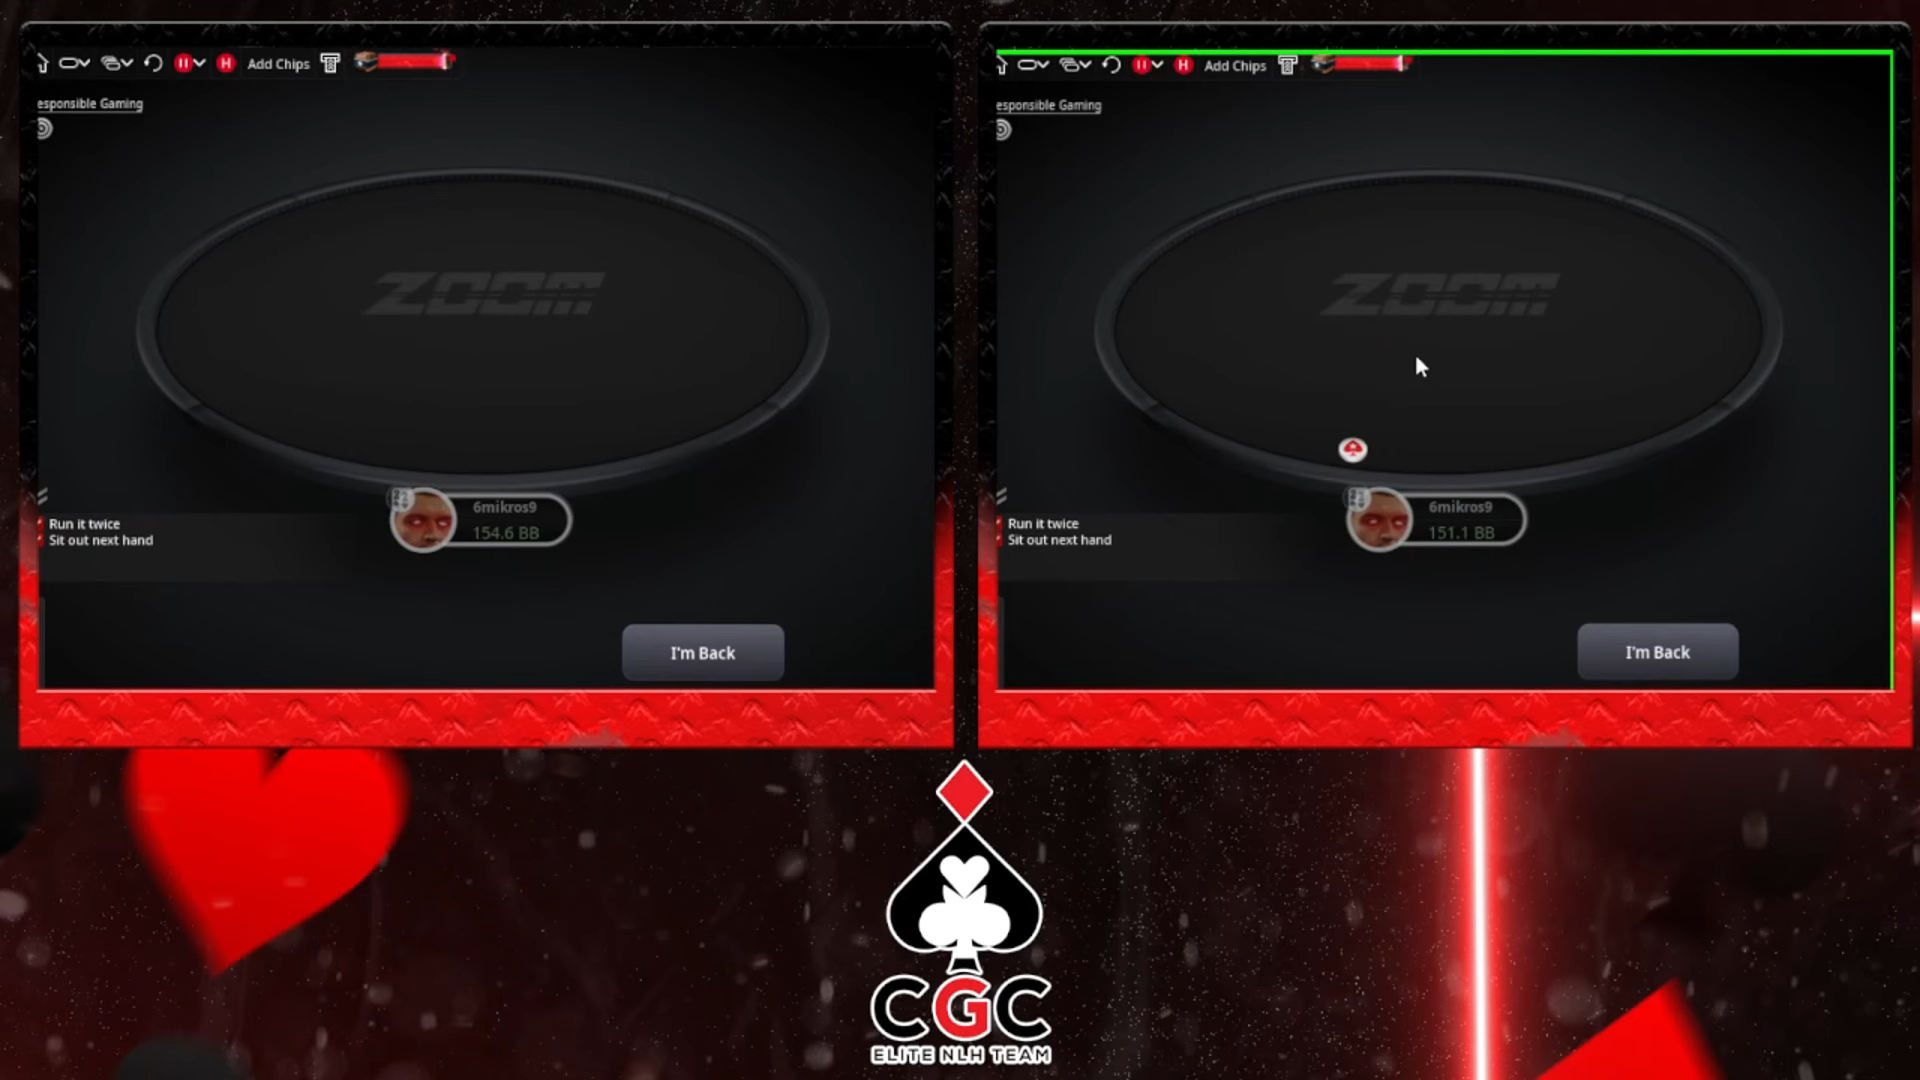 Add Chips
esponsible Gaming
ZOOM
6mikros9
154.6 BB
Run it twice
Sit out next hand
I'm Back
Add Chips
esponsible Gaming
ZOOM
6mikros9
151.1 BB
Run it twice
Sit out next hand
I'm Back
CGC
ELITE NLH TEAM